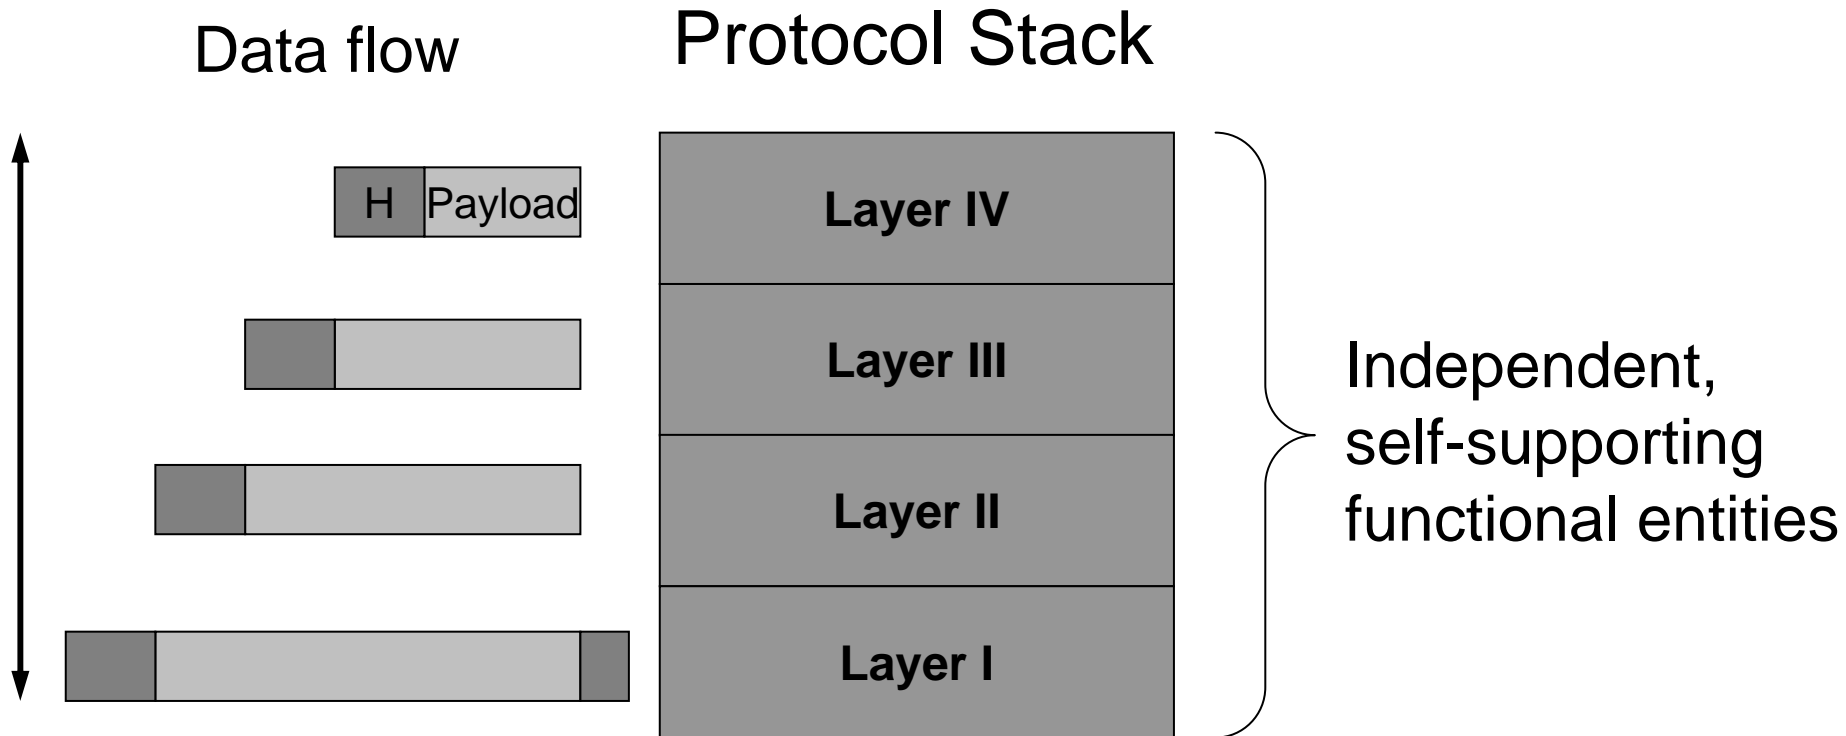 Data flow
Protocol Stack
H
Payload
Layer IV
Layer III
Layer II
Layer I
Independent,
self-supporting
functional entities